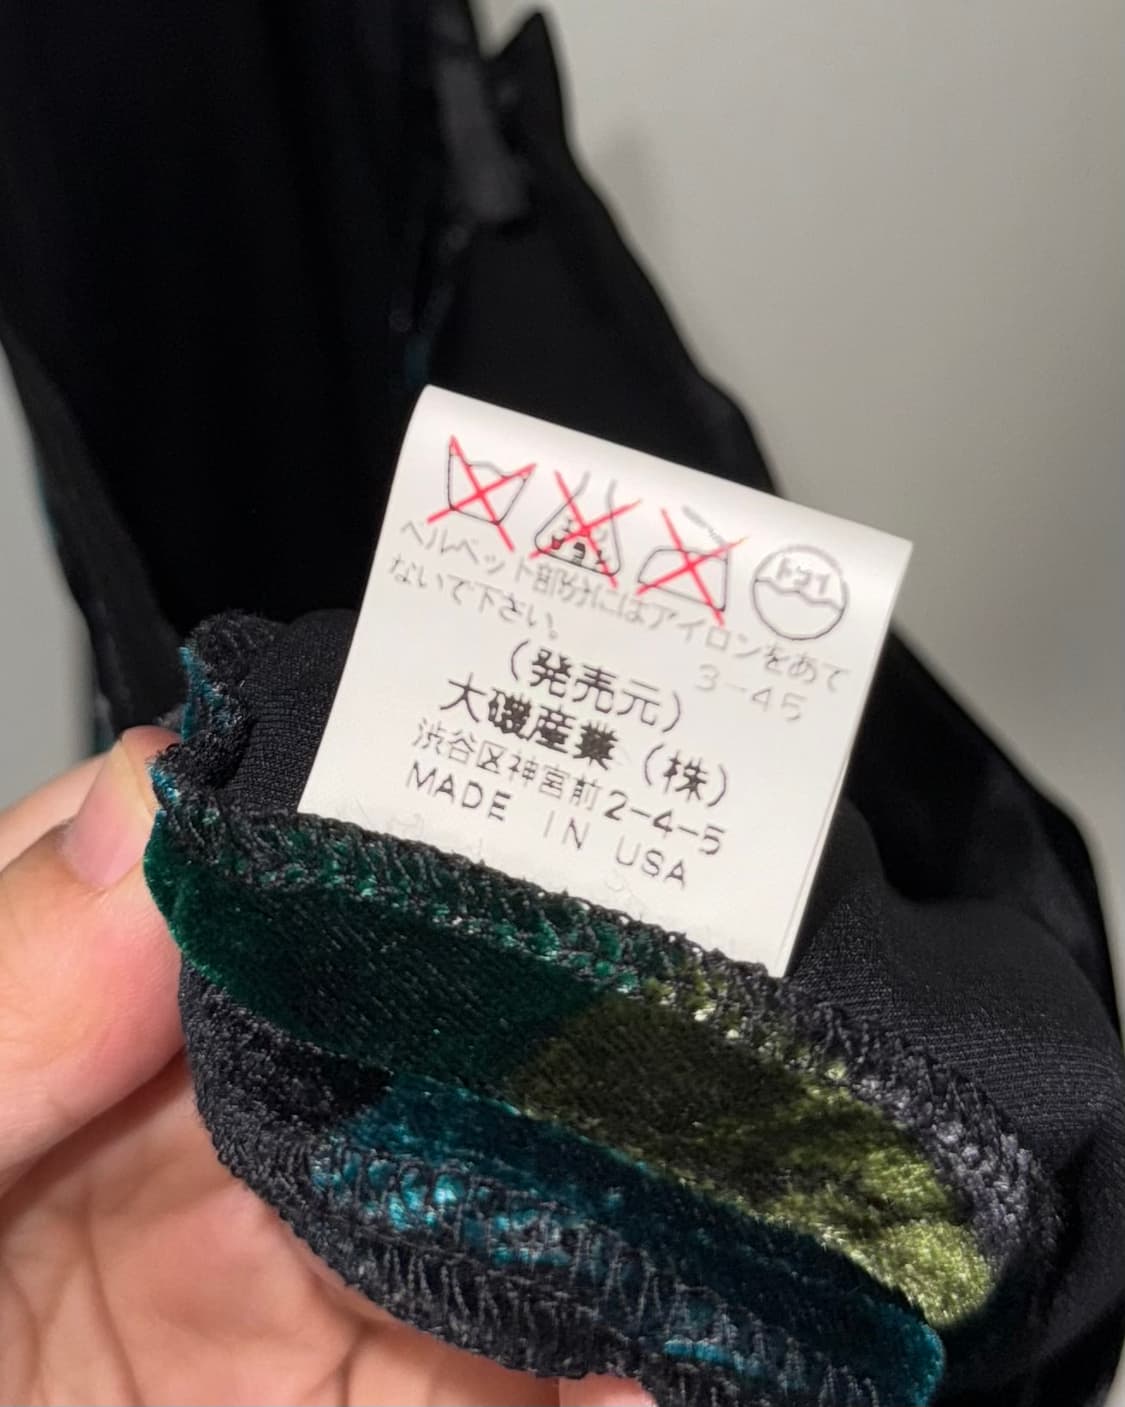 ドライ
ベルベット部分にはアイロンをあて
ないで下さい。
3-45
(発売元)
大磯産業(株)
渋谷区神宮前2-4-5
MADE IN USA